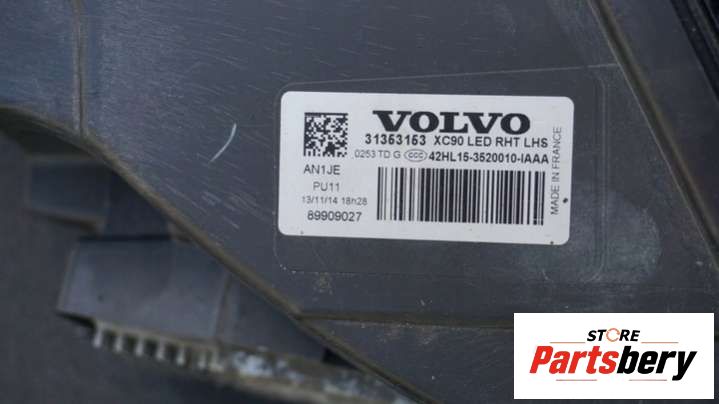 VOLVO
31353153 XC90 LED RHT LHS
0253 TD G CCC 42HL15-3520010-IAAA
AN1JE
PU11
13/11/14 18h28
89909027
MADE IN FRANCE
STORE
Partsbery